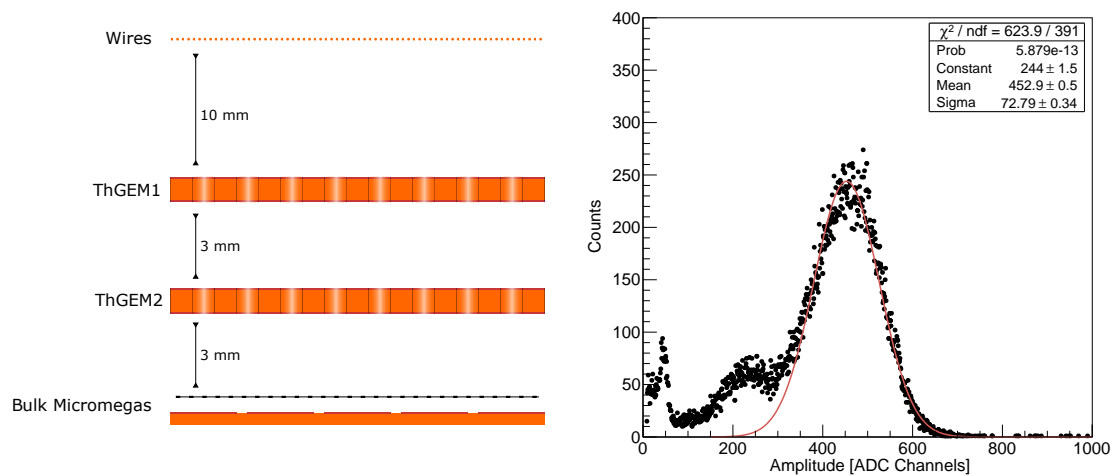 Wires
10 mm
ThGEM1
3 mm
ThGEM2
3 mm
Bulk Micromegas
χ² / ndf = 623.9 / 391
Prob 5.879e-13
Constant 244 ± 1.5
Mean 452.9 ± 0.5
Sigma 72.79 ± 0.34
400
350
300
250
200
150
100
50
0
Counts
0 200 400 600 800 1000
Amplitude [ADC Channels]